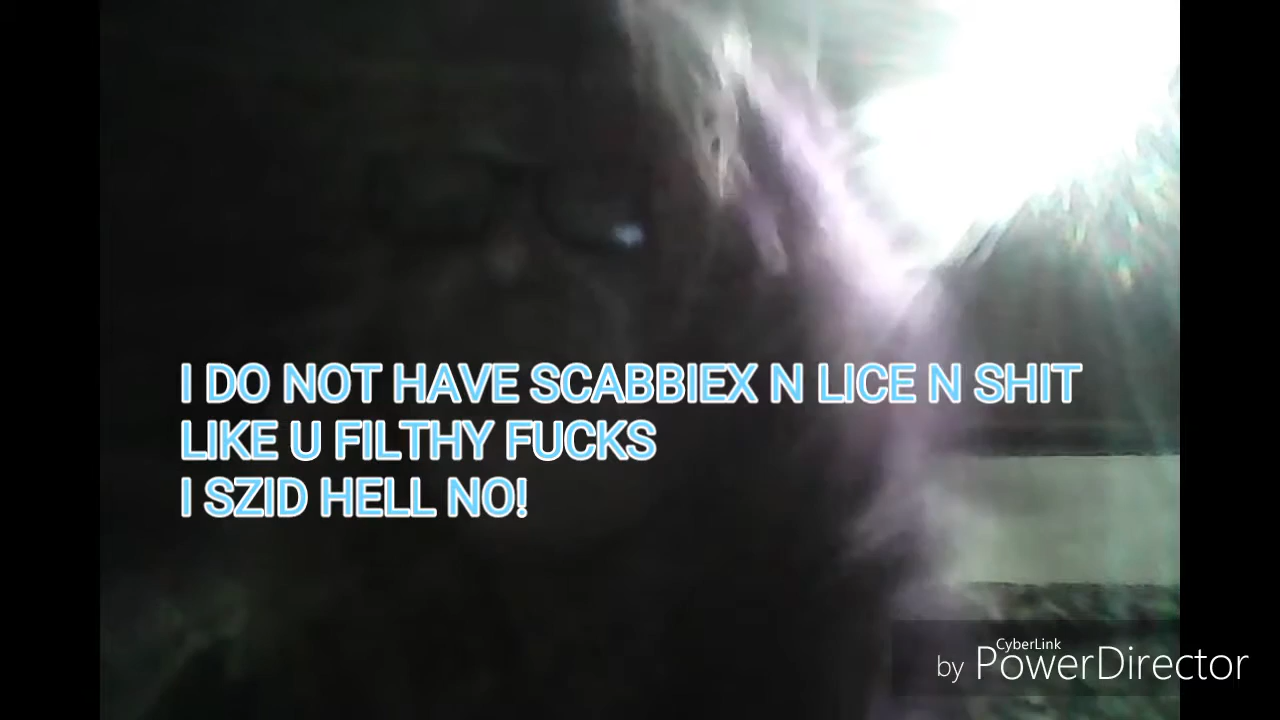 I DO NOT HAVE SCABBIEX N LICE N SHIT
LIKE U FILTHY FUCKS
I SZID HELL NO!
CyberLink
by PowerDirector